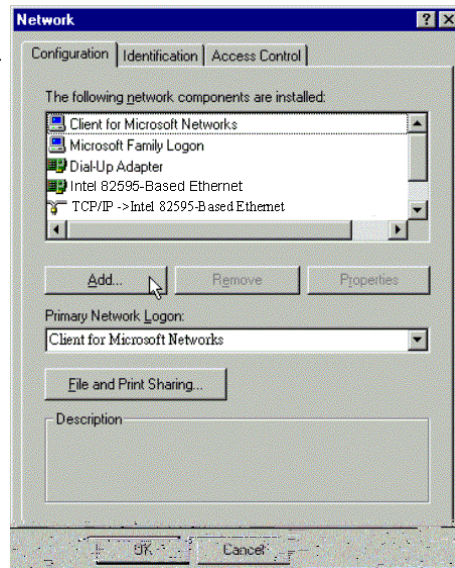 Network
Configuration Identification Access Control
The following network components are installed:
Client for Microsoft Networks
Microsoft Family Logon
Dial-Up Adapter
Intel 82595-Based Ethernet
TCP/IP ->Intel 82595-Based Ethernet
Add... Remove Properties
Primary Network Logon:
Client for Microsoft Networks
File and Print Sharing...
Description
OK Cancel